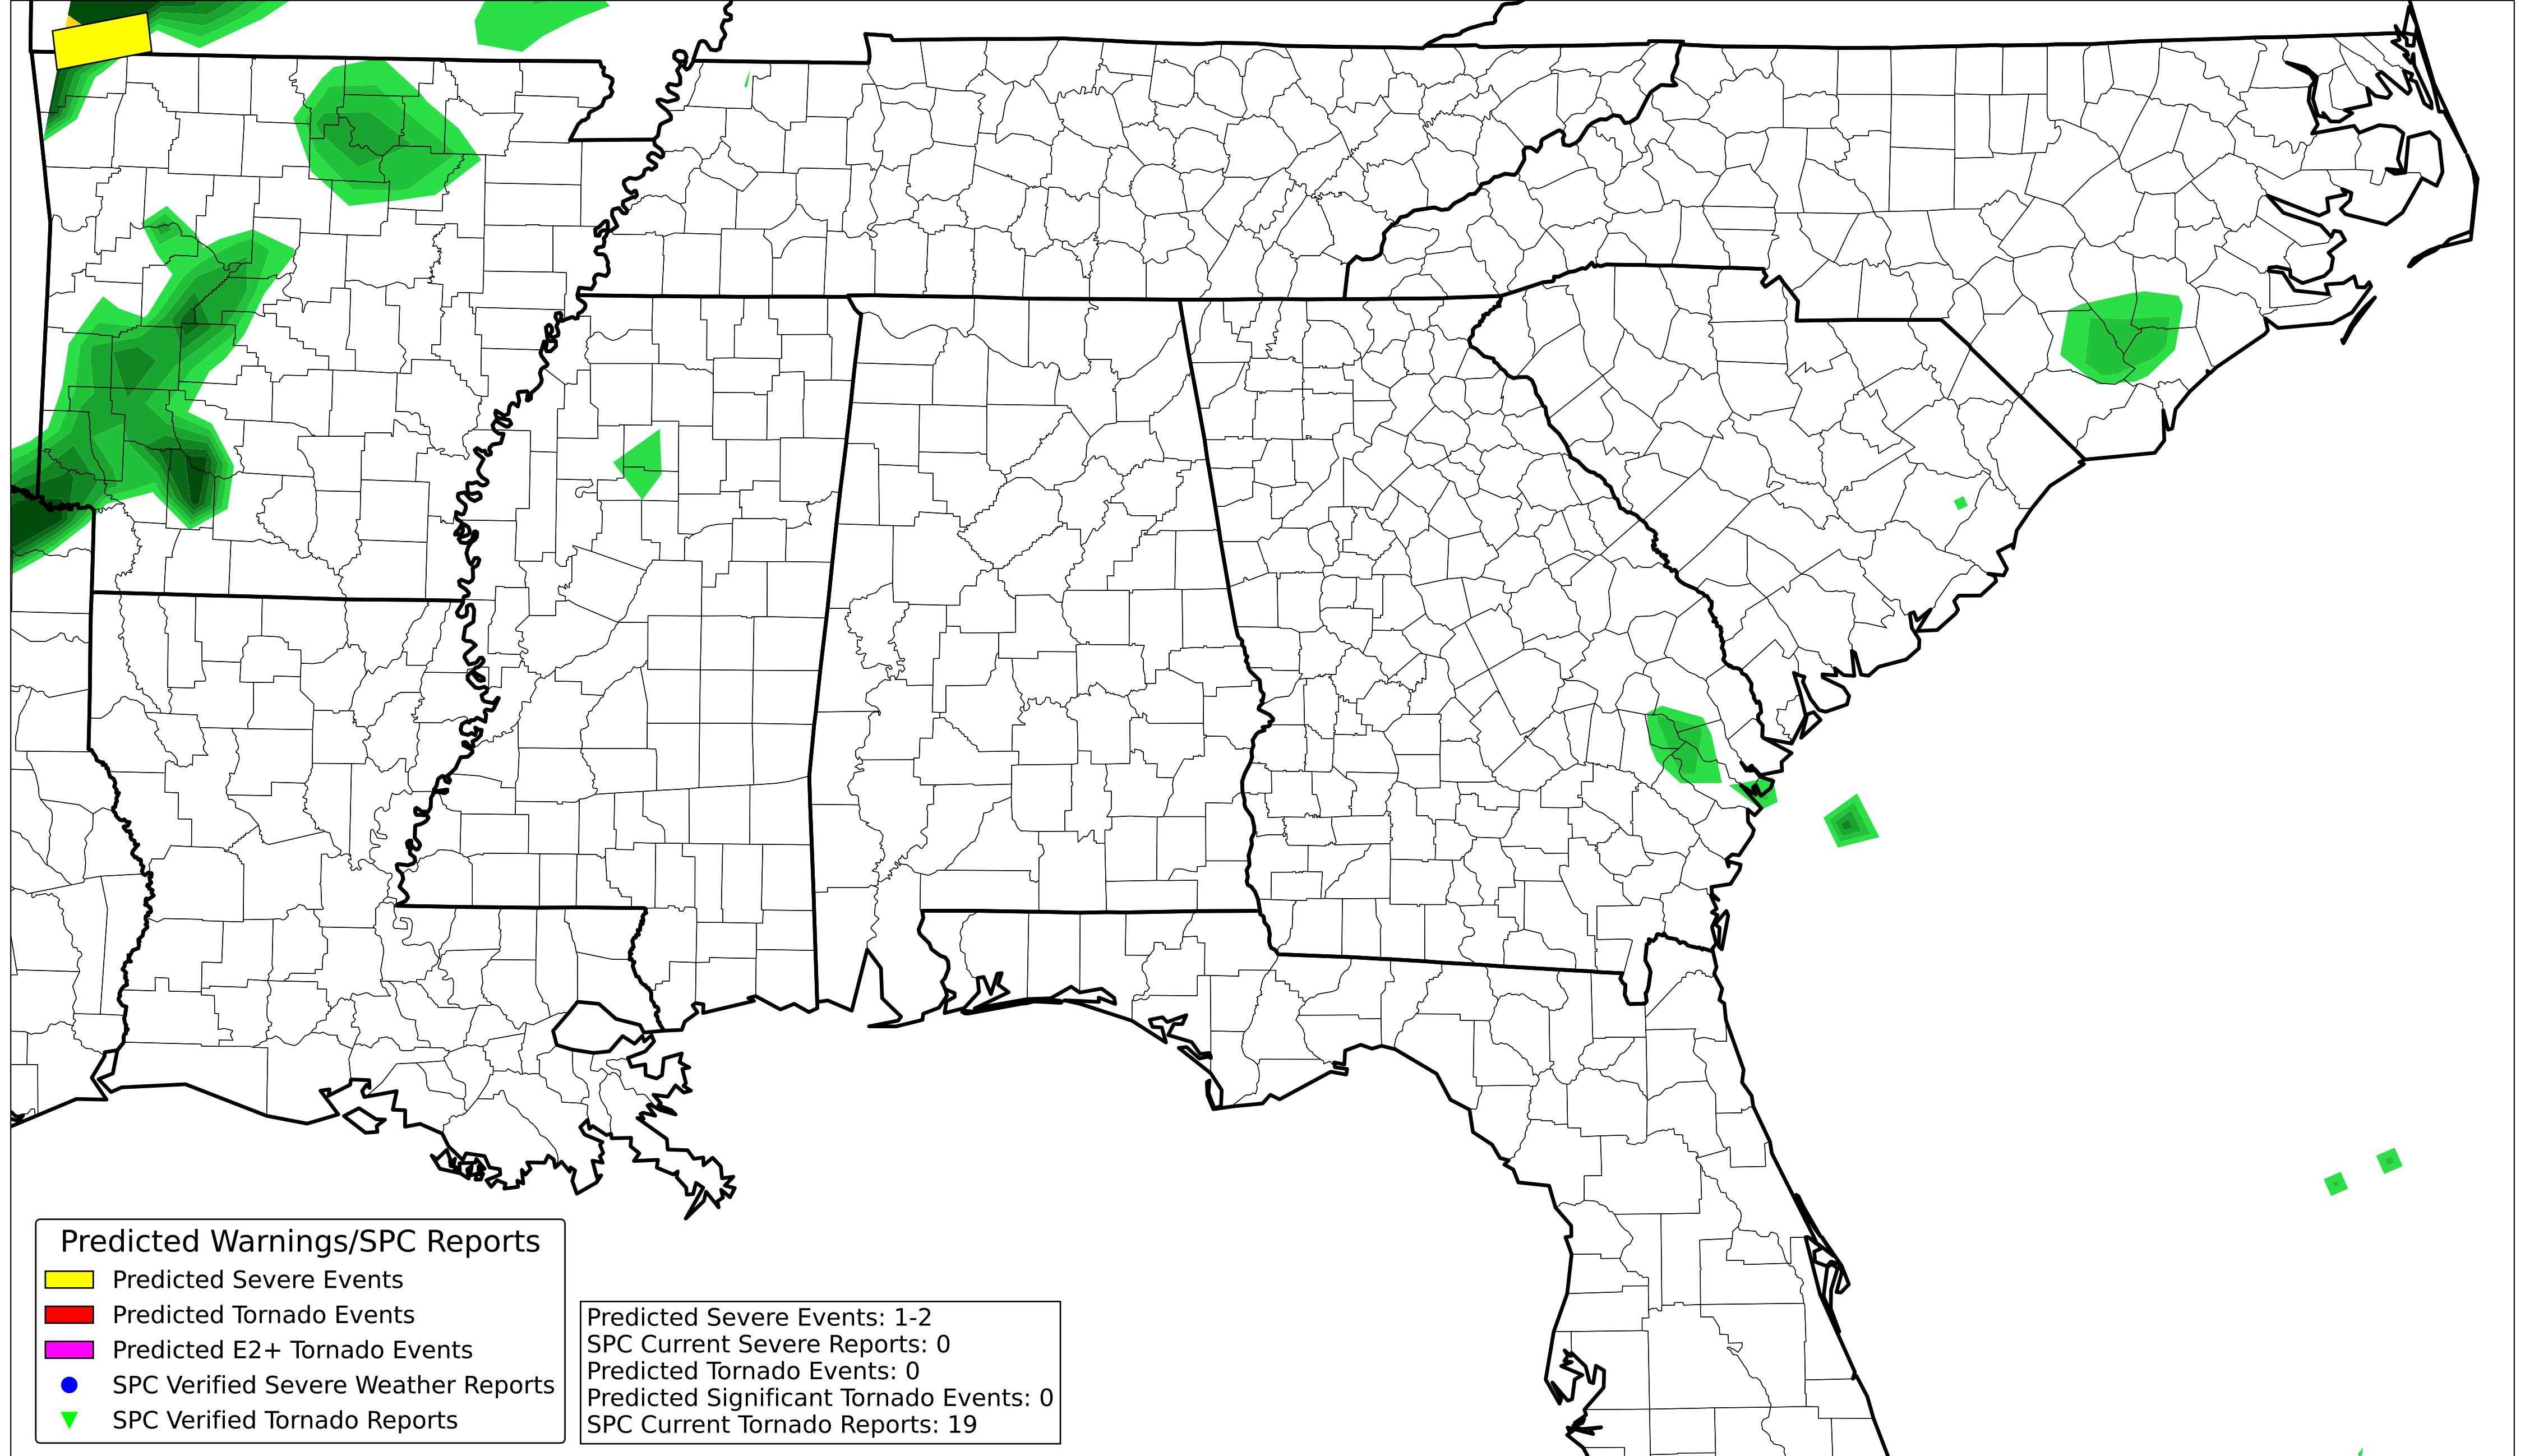 Predicted Warnings/SPC Reports
Predicted Severe Events
Predicted Tornado Events
Predicted E2+ Tornado Events
SPC Verified Severe Weather Reports
SPC Verified Tornado Reports
Predicted Severe Events: 1-2
SPC Current Severe Reports: 0
Predicted Tornado Events: 0
Predicted Significant Tornado Events: 0
SPC Current Tornado Reports: 19